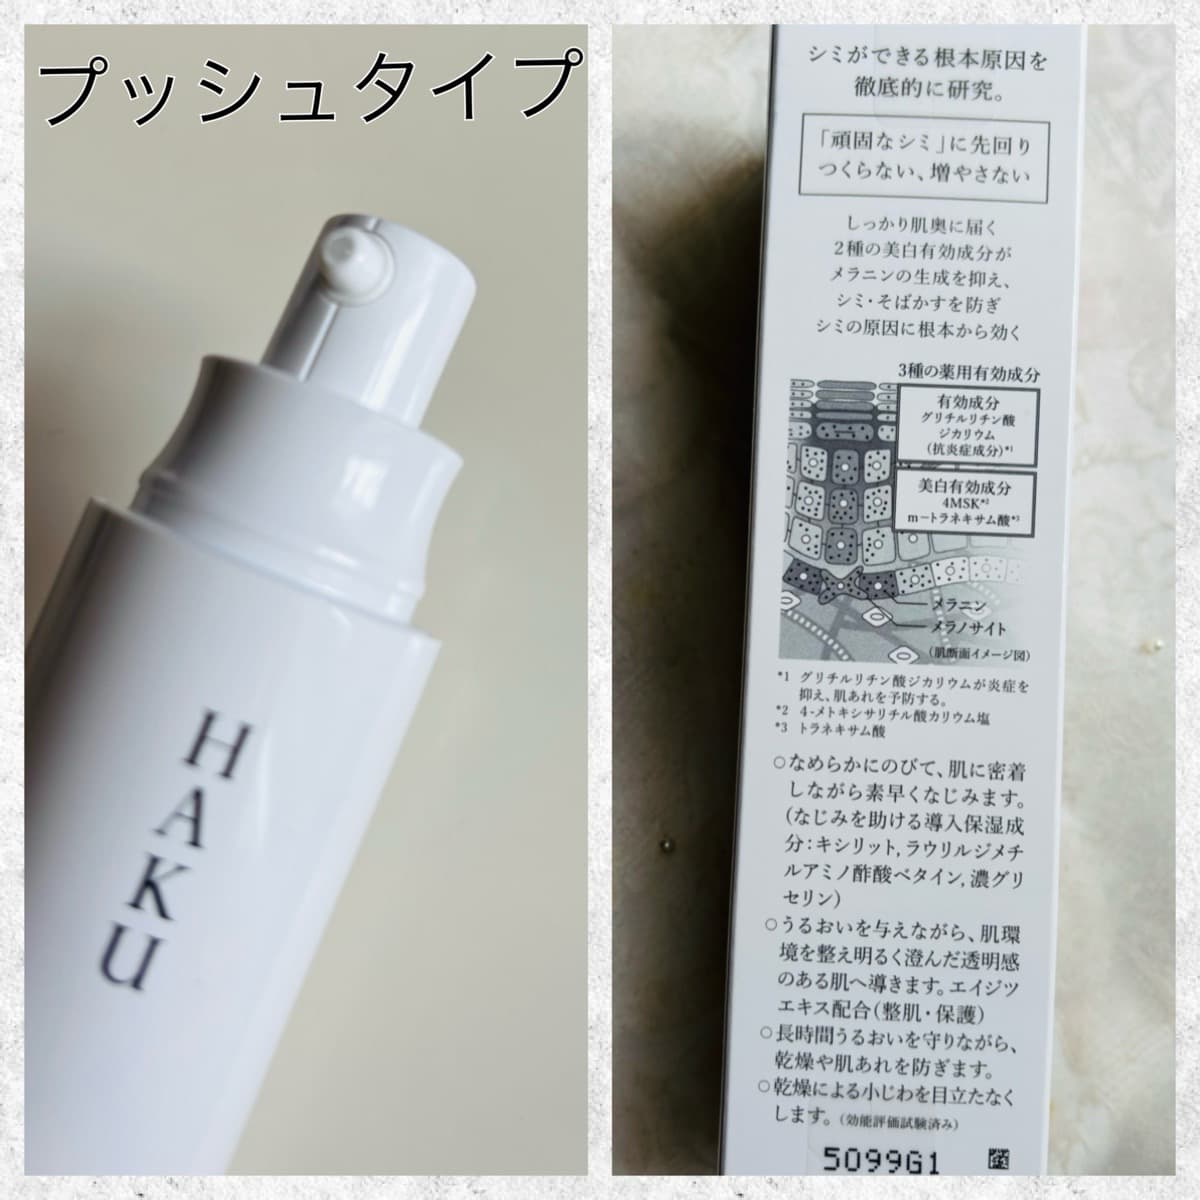 プッシュタイプ
HAKU
シミができる根本原因を
徹底的に研究。
「頑固なシミ」に先回り
つくらない、増やさない
しっかり肌奥に届く
2種の美白有効成分が
メラニンの生成を抑え、
シミ・そばかすを防ぎ
シミの原因に根本から効く
3種の薬用有効成分
有効成分
グリチルリチン酸
ジカリウム
(抗炎症成分)*1
美白有効成分
4MSK*2
m-トラネキサム酸*3
メラニン
メラノサイト
(肌断面イメージ図)
*1 グリチルリチン酸ジカリウムが炎症を
抑え、肌あれを予防する。
*2 4-メトキシサリチル酸カリウム塩
*3 トラネキサム酸
○なめらかにのびて、肌に密着
しながら素早くなじみます。
(なじみを助ける導入保湿成
分:キシリット,ラウリルジメチ
ルアミノ酢酸ベタイン,濃グリ
セリン)
○うるおいを与えながら、肌環
境を整え明るく澄んだ透明感
のある肌へ導きます。エイジツ
エキス配合(整肌・保護)
○長時間うるおいを守りながら、
乾燥や肌あれを防ぎます。
○乾燥による小じわを目立たなく
します。(効能評価試験済み)
5099G1